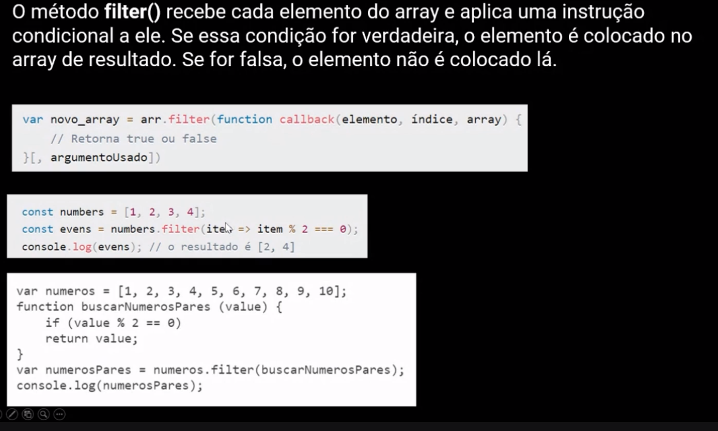 O método filter() recebe cada elemento do array e aplica uma instrução
condicional a ele. Se essa condição for verdadeira, o elemento é colocado no
array de resultado. Se for falsa, o elemento não é colocado lá.
var novo_array = arr.filter(function callback(elemento, índice, array) {
    // Retorna true ou false
}[, argumentoUsado])
const numbers = [1, 2, 3, 4];
const evens = numbers.filter(item => item % 2 === 0);
console.log(evens); // o resultado é [2, 4]
var numeros = [1, 2, 3, 4, 5, 6, 7, 8, 9, 10];
function buscarNumerosPares (value) {
    if (value % 2 == 0)
    return value;
}
var numerosPares = numeros.filter(buscarNumerosPares);
console.log(numerosPares);